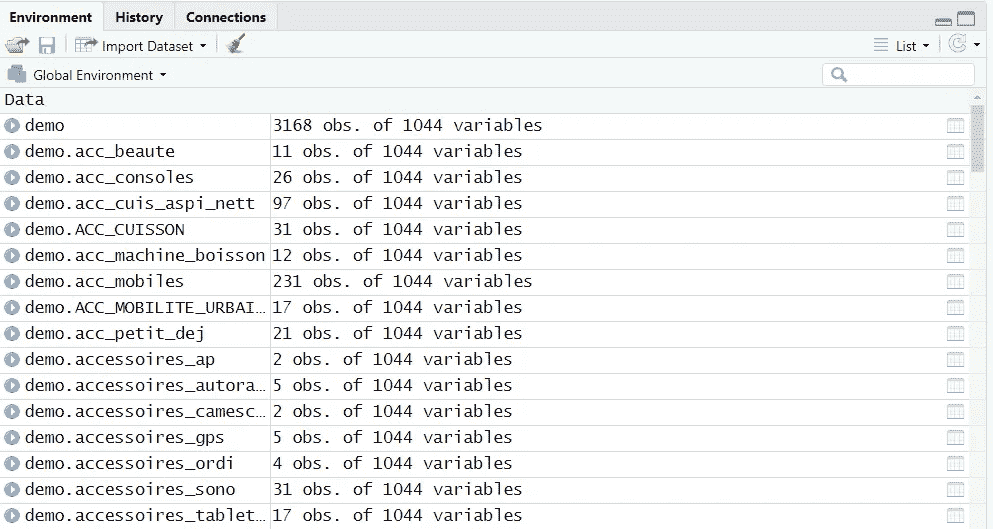 Environment History Connections
Import Dataset List
Global Environment
Data
demo 3168 obs. of 1044 variables
demo.acc_beaute 11 obs. of 1044 variables
demo.acc_consoles 26 obs. of 1044 variables
demo.acc_cuis_aspi_nett 97 obs. of 1044 variables
demo.ACC_CUISSON 31 obs. of 1044 variables
demo.acc_machine_boisson 12 obs. of 1044 variables
demo.acc_mobiles 231 obs. of 1044 variables
demo.ACC_MOBILITE_URBAI… 17 obs. of 1044 variables
demo.acc_petit_dej 21 obs. of 1044 variables
demo.accessoires_ap 2 obs. of 1044 variables
demo.accessoires_autora… 5 obs. of 1044 variables
demo.accessoires_camesc… 2 obs. of 1044 variables
demo.accessoires_gps 5 obs. of 1044 variables
demo.accessoires_ordi 4 obs. of 1044 variables
demo.accessoires_sono 31 obs. of 1044 variables
demo.accessoires_tablet… 17 obs. of 1044 variables